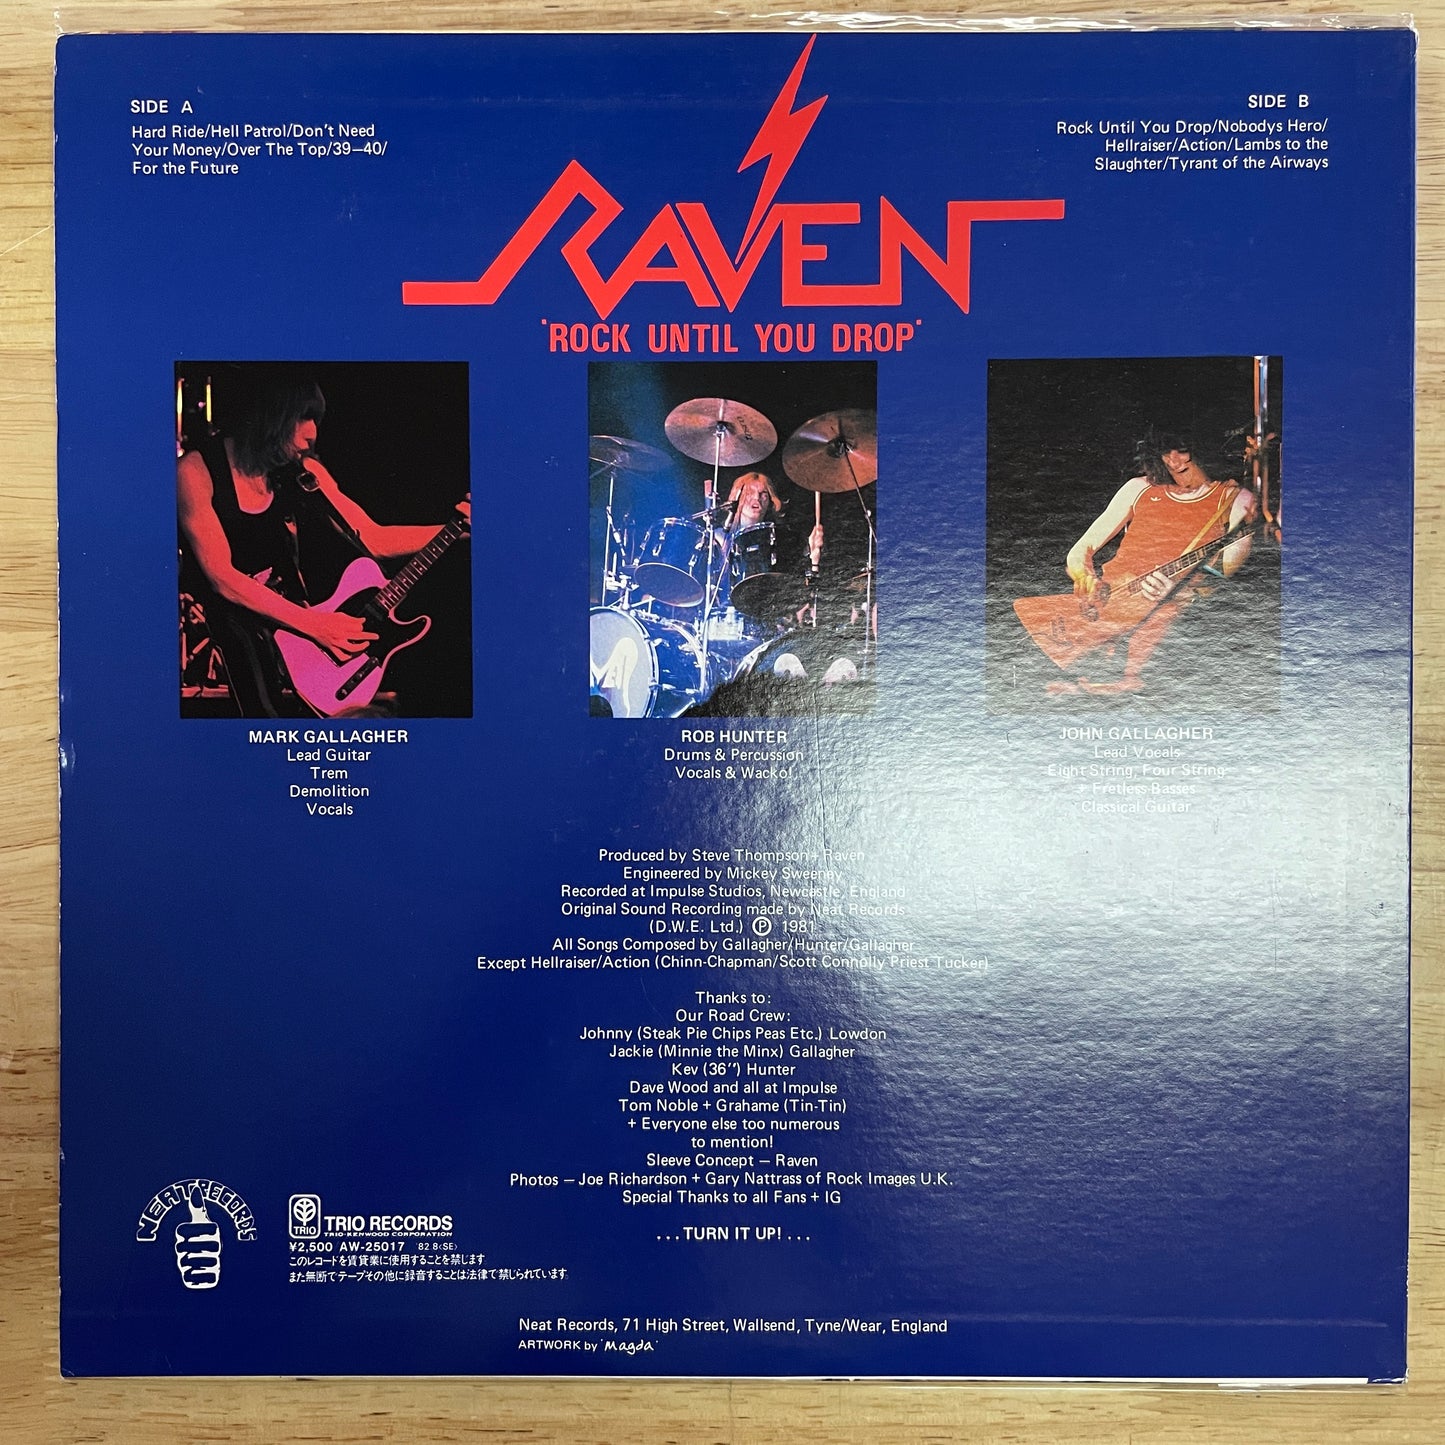 SIDE A
Hard Ride/Hell Patrol/Don't Need
Your Money/Over The Top/39–40/
For the Future
SIDE B
Rock Until You Drop/Nobodys Hero/
Hellraiser/Action/Lambs to the
Slaughter/Tyrant of the Airways
RAVEN
'ROCK UNTIL YOU DROP'
MARK GALLAGHER
Lead Guitar
Trem
Demolition
Vocals
ROB HUNTER
Drums & Percussion
Vocals & Wacko!
JOHN GALLAGHER
Lead Vocals
Eight String, Four String
+ Fretless Basses
Classical Guitar
Produced by Steve Thompson + Raven
Engineered by Mickey Sweeney
Recorded at Impulse Studios, Newcastle, England
Original Sound Recording made by Neat Records
(D.W.E. Ltd.) ℗ 1981
All Songs Composed by Gallagher/Hunter/Gallagher
Except Hellraiser/Action (Chinn-Chapman/Scott Connolly Priest Tucker)
Thanks to:
Our Road Crew:
Johnny (Steak Pie Chips Peas Etc.) Lowdon
Jackie (Minnie the Minx) Gallagher
Kev (36'') Hunter
Dave Wood and all at Impulse
Tom Noble + Grahame (Tin-Tin)
+ Everyone else too numerous
to mention!
Sleeve Concept – Raven
Photos – Joe Richardson + Gary Nattrass of Rock Images U.K.
Special Thanks to all Fans + IG
...TURN IT UP!...
NEAT RECORDS
TRIO
TRIO RECORDS
TRIO-KENWOOD CORPORATION
¥2,500 AW-25017 '82.8<SE>
このレコードを賃貸業に使用することを禁じます
また無断でテープその他に録音することは法律で禁じられています。
Neat Records, 71 High Street, Wallsend, Tyne/Wear, England
ARTWORK by 'Magda'